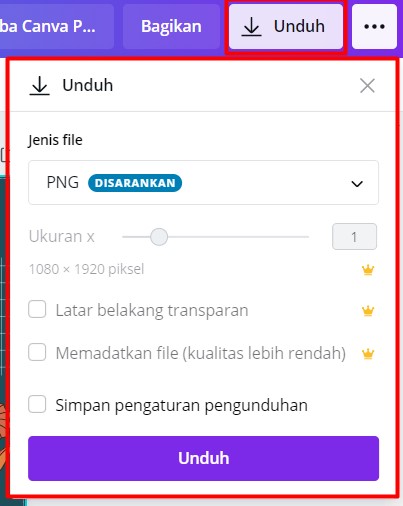 ba Canva P...
Bagikan
Unduh
Unduh
Jenis file
PNG DISARANKAN
Ukuran x 1
1080 × 1920 piksel
Latar belakang transparan
Memadatkan file (kualitas lebih rendah)
Simpan pengaturan pengunduhan
Unduh